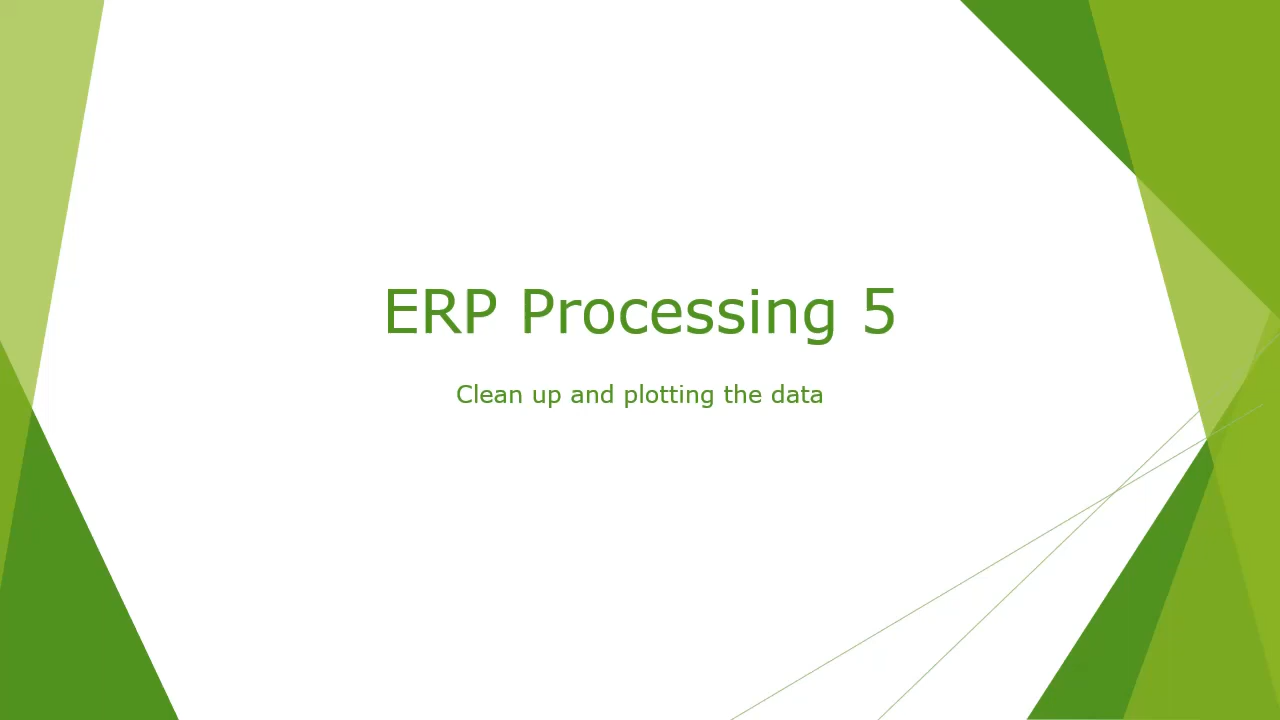 ERP Processing 5
Clean up and plotting the data